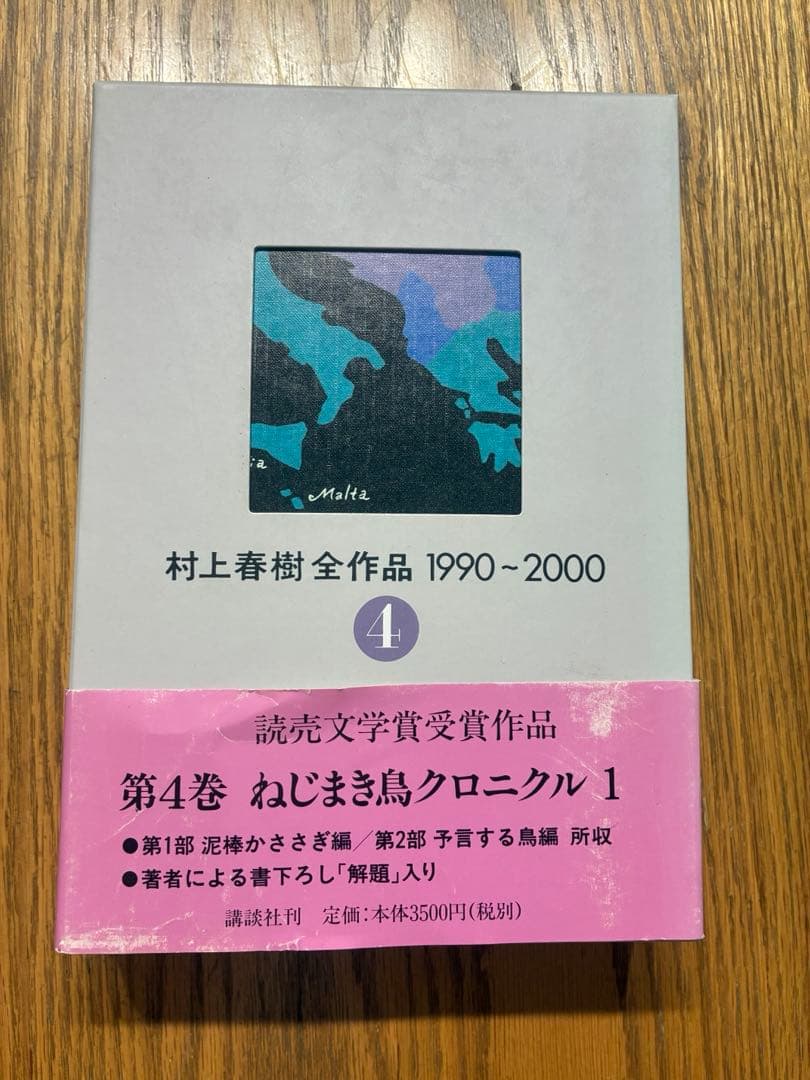 ia
Malta
村上春樹全作品 1990~2000
4
読売文学賞受賞作品
第4巻 ねじまき鳥クロニクル 1
●第1部 泥棒かささぎ編/第2部 予言する鳥編 所収
●著者による書下ろし「解題」入り
講談社刊 定価:本体3500円(税別)